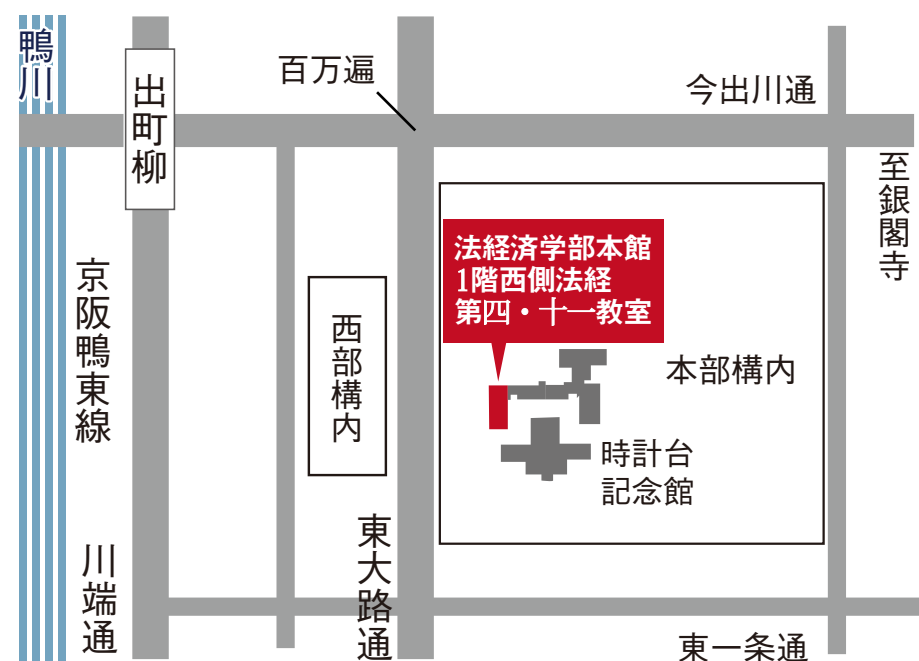 鴨川
出町柳
百万遍
今出川通
至銀閣寺
法経済学部本館
1階西側法経
第四・十一教室
京阪鴨東線
西部構内
本部構内
時計台
記念館
川端通
東大路通
東一条通